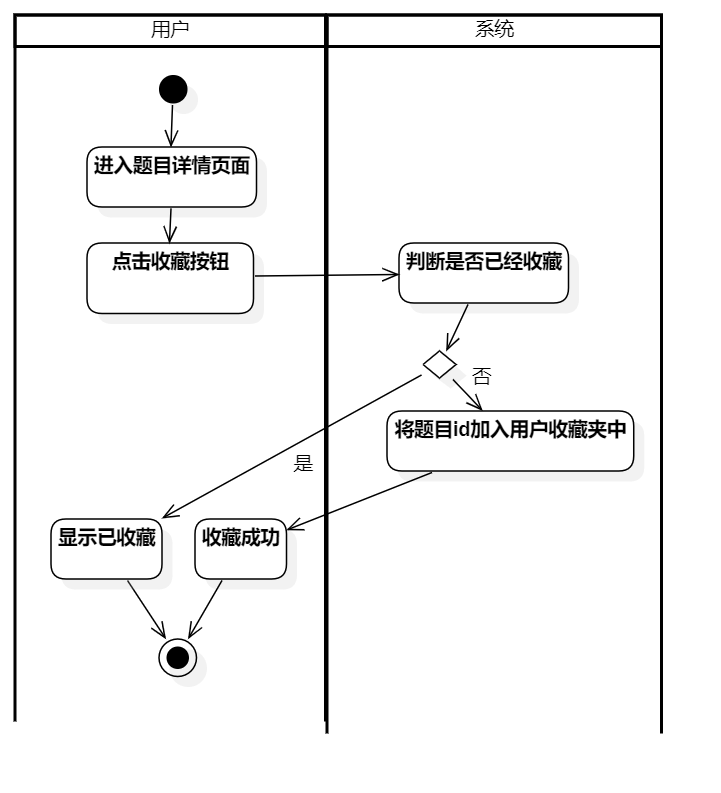 用户
系统
进入题目详情页面
点击收藏按钮
判断是否已经收藏
否
将题目id加入用户收藏夹中
是
显示已收藏
收藏成功